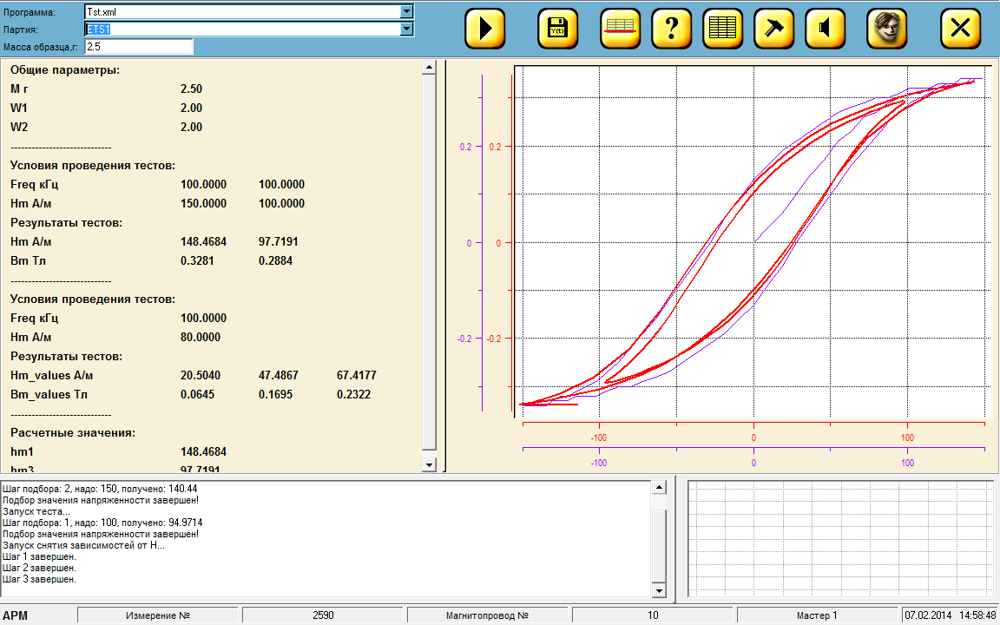 Программа: Tst.xml
Партия: ETS1
Масса образца,г: 2.5
Y(t)
?
Общие параметры:
M г 2.50
W1 2.00
W2 2.00
-----------------------------
Условия проведения тестов:
Freq кГц 100.0000 100.0000
Hm А/м 150.0000 100.0000
Результаты тестов:
Hm А/м 148.4684 97.7191
Bm Тл 0.3281 0.2884
-----------------------------
Условия проведения тестов:
Freq кГц 100.0000
Hm А/м 80.0000
Результаты тестов:
Hm_values А/м 20.5040 47.4867 67.4177
Bm_values Тл 0.0645 0.1695 0.2322
-----------------------------
Расчетные значения:
hm1 148.4684
hm3 97.7191
0.2 0.2
0 0
-0.2 -0.2
-100 0 100
-100 0 100
Шаг подбора: 2, надо: 150, получено: 140.44
Подбор значения напряженности завершен!
Запуск теста...
Шаг подбора: 1, надо: 100, получено: 94.9714
Подбор значения напряженности завершен!
Запуск снятия зависимостей от H...
Шаг 1 завершен.
Шаг 2 завершен.
Шаг 3 завершен.
АРМ Измерение № 2590 Магнитопровод № 10 Мастер 1 07.02.2014 14:58:48